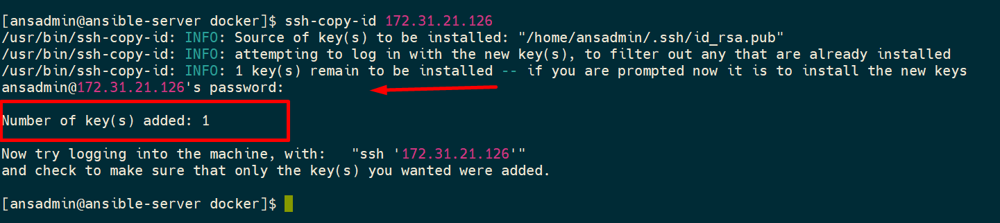 [ansadmin@ansible-server docker]$ ssh-copy-id 172.31.21.126
/usr/bin/ssh-copy-id: INFO: Source of key(s) to be installed: "/home/ansadmin/.ssh/id_rsa.pub"
/usr/bin/ssh-copy-id: INFO: attempting to log in with the new key(s), to filter out any that are already installed
/usr/bin/ssh-copy-id: INFO: 1 key(s) remain to be installed -- if you are prompted now it is to install the new keys
ansadmin@172.31.21.126's password:
Number of key(s) added: 1
Now try logging into the machine, with:   "ssh '172.31.21.126'"
and check to make sure that only the key(s) you wanted were added.
[ansadmin@ansible-server docker]$